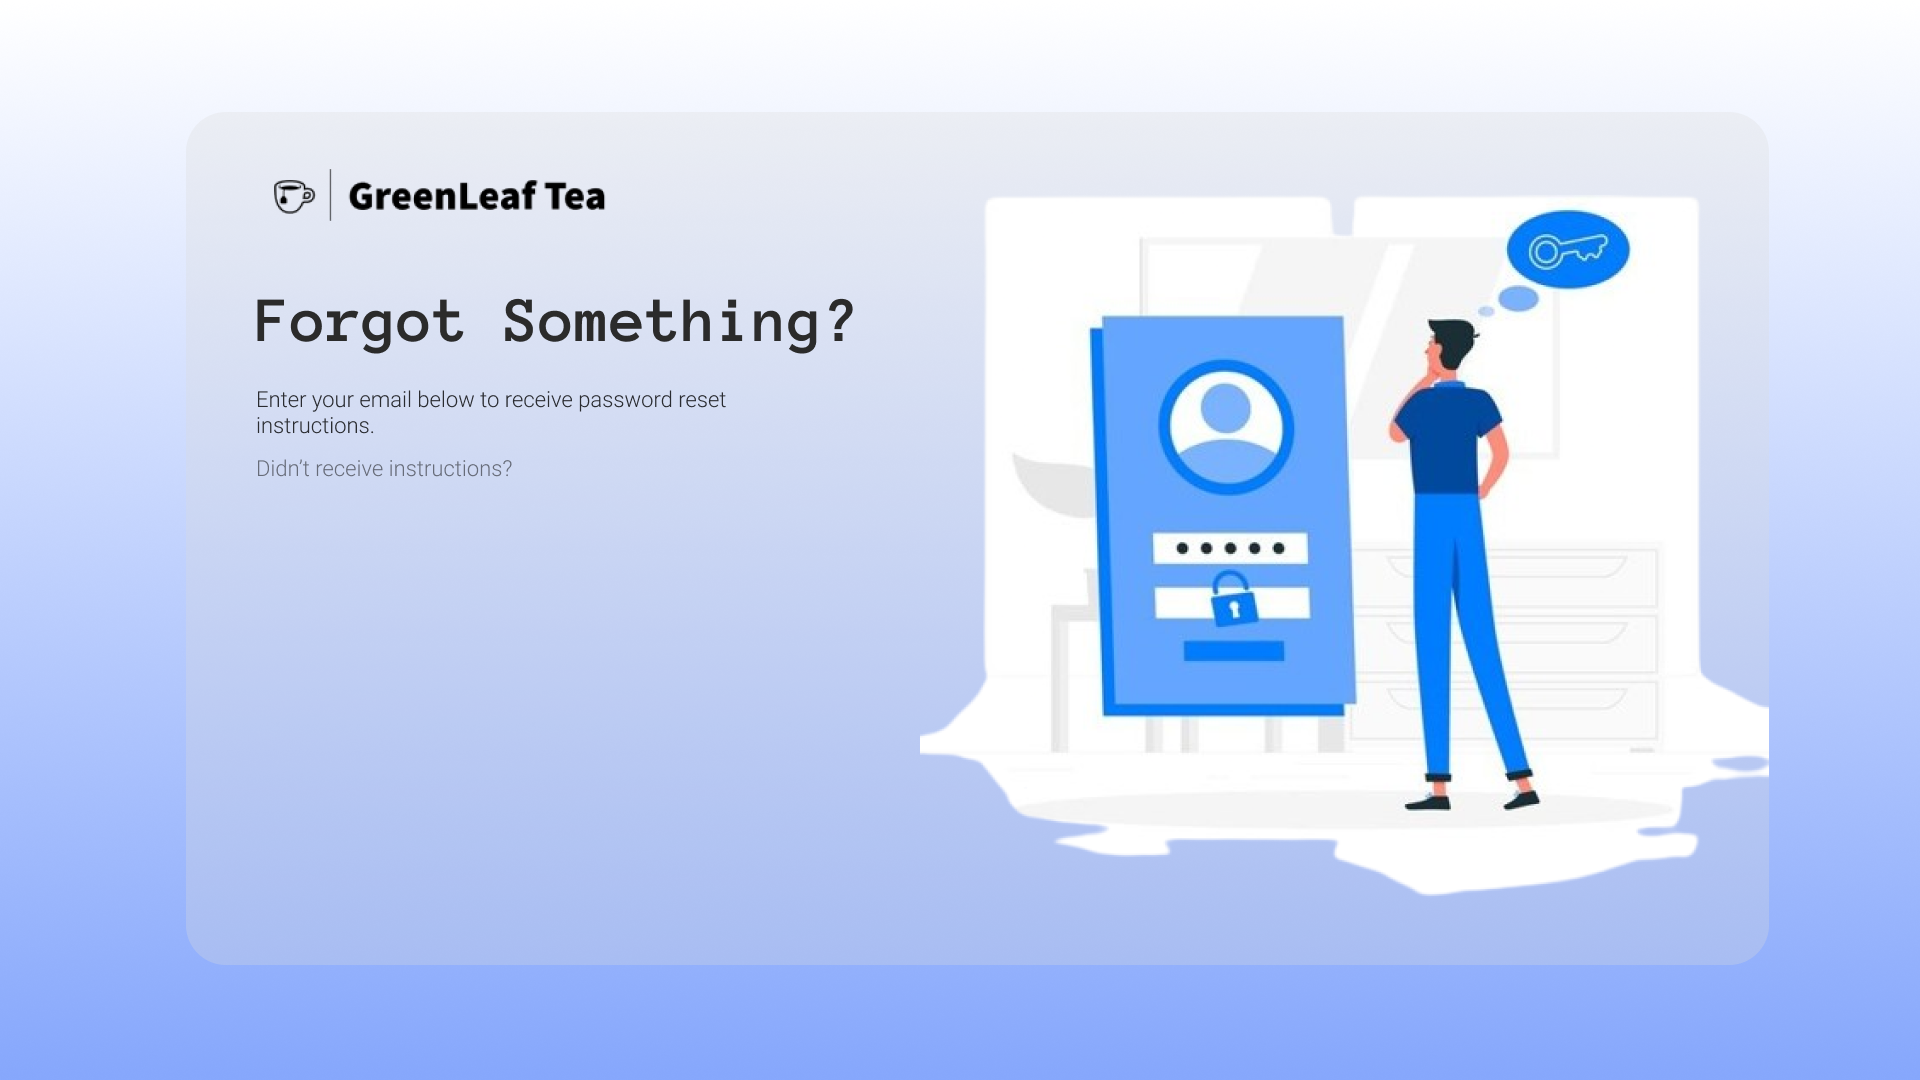 GreenLeaf Tea
Forgot Something?
Enter your email below to receive password reset
instructions.
Didn’t receive instructions?